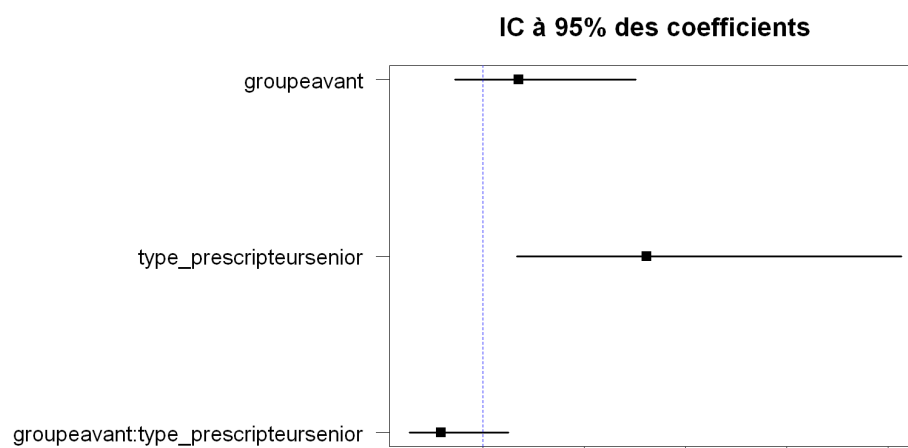 IC à 95% des coefficients
groupeavant
type_prescripteursenior
groupeavant:type_prescripteursenior